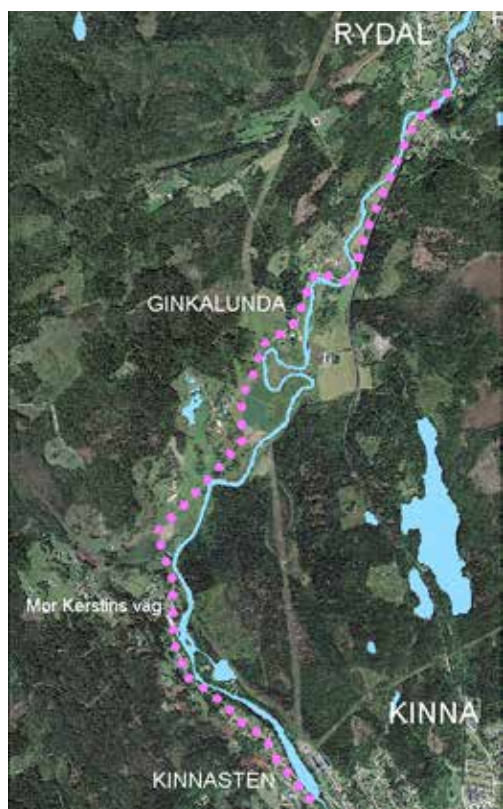 RYDAL
GINKALUNDA
Mor Kerstins väg
KINNA
KINNASTEN